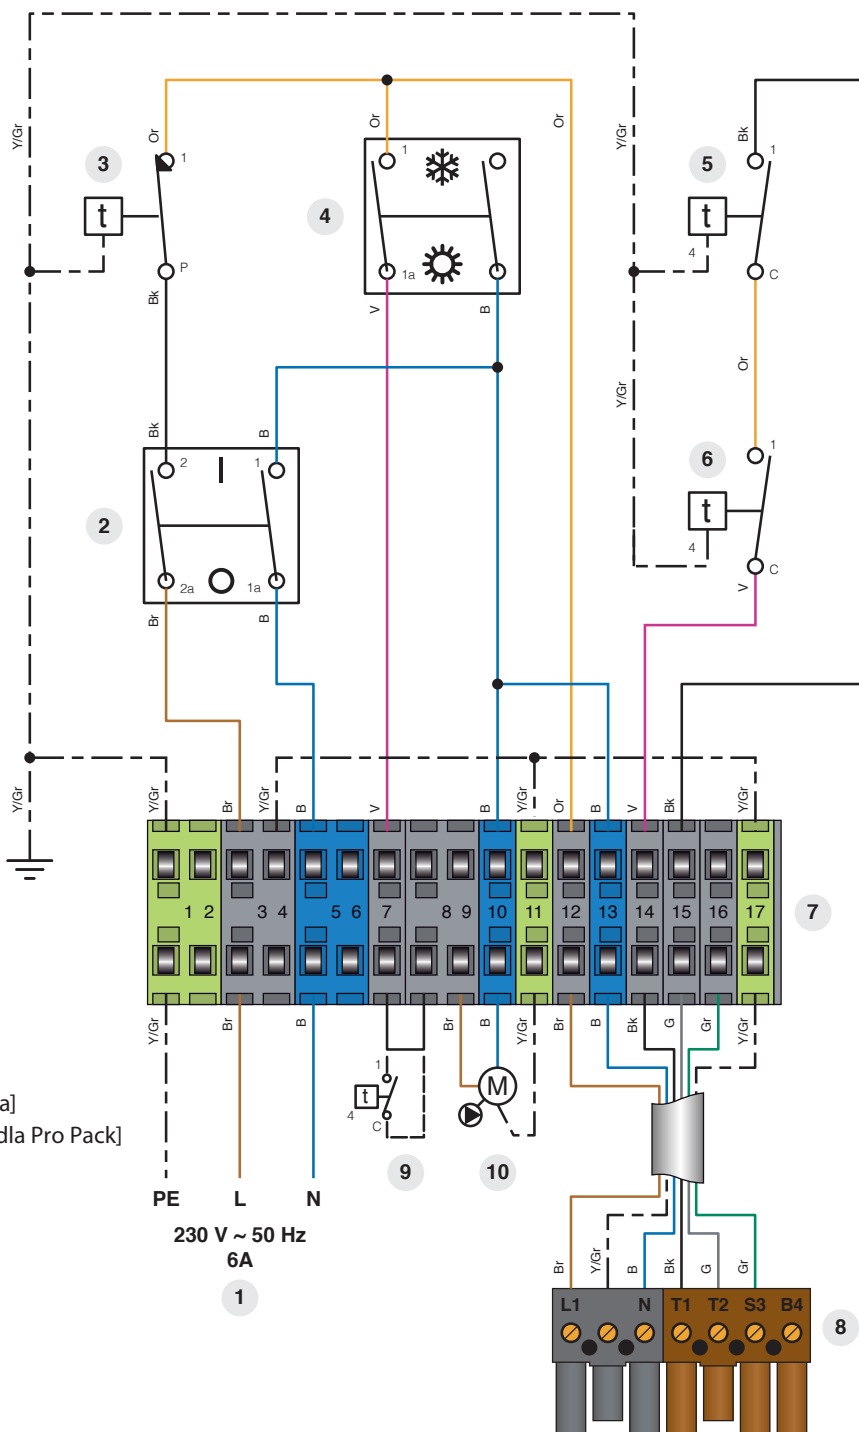 Y/Gr
Or
Or
Or
Y/Gr
Bk
3
1
1
5
1
t
4
t
4
P
1a
C
Bk
V
B
Or
Y/Gr
Bk
B
6
1
2
1
t
2
4
2a
1a
C
Br
B
V
Y/Gr
Y/Gr
Br
Y/Gr
B
V
B
Y/Gr
Or
B
V
Bk
Y/Gr
1 2 3 4 5 6 7 8 9 10 11 12 13 14 15 16 17
7
Y/Gr
Br
B
Br
B
Y/Gr
Br
B
Bk
G
Gr
Y/Gr
1
t
4
C
M
a]
dla Pro Pack]
9
10
PE L N
230 V ~ 50 Hz
6A
1
Br
Y/Gr
B
Bk
G
Gr
L1 N T1 T2 S3 B4
8